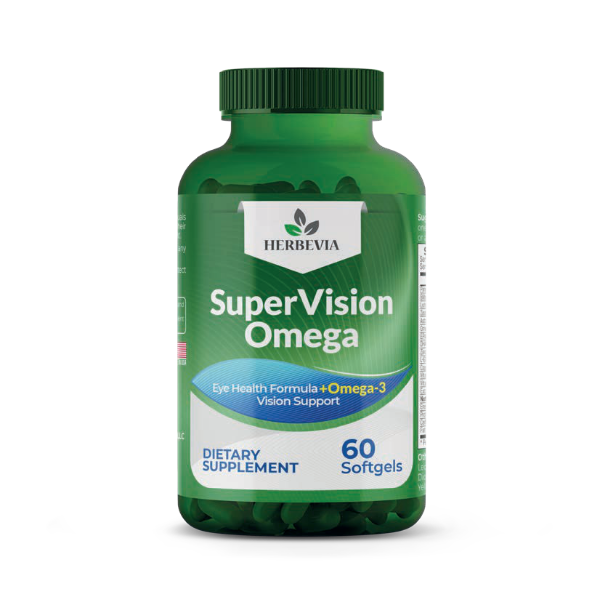 HERBEVIA
SuperVision
Omega
Eye Health Formula +Omega-3
Vision Support
DIETARY
SUPPLEMENT
60
Softgels